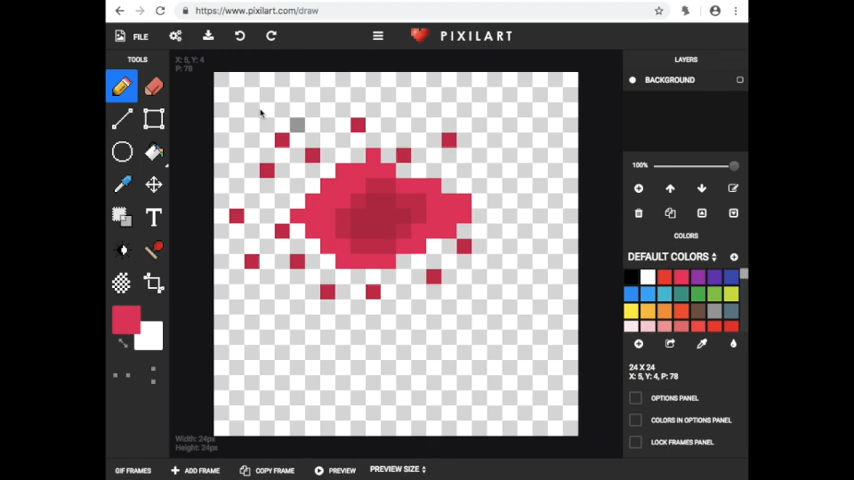 https://www.pixilart.com/draw
FILE
PIXILART
TOOLS
X: 5, Y: 4
P: 78
LAYERS
BACKGROUND
100%
COLORS
DEFAULT COLORS
T
24 X 24
X: 5, Y: 4, P: 78
OPTIONS PANEL
COLORS IN OPTIONS PANEL
LOCK FRAMES PANEL
Width: 24px
Height: 24px
GIF FRAMES
ADD FRAME
COPY FRAME
PREVIEW
PREVIEW SIZE